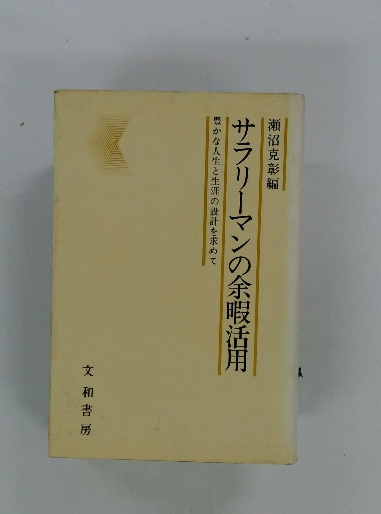 瀬沼克彰編
サラリーマンの余暇活用
豊かな人生と生涯の設計を求めて
文和書房